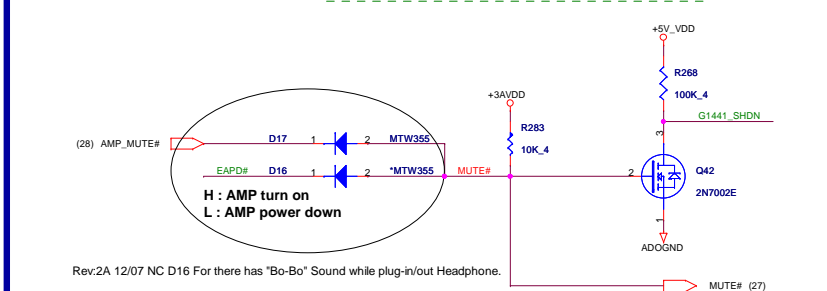 +5V_VDD
R268
100K_4
G1441_SHDN
+3AVDD
R283
10K_4
(28) AMP_MUTE#
D17
1
2
MTW355
EAPD#
D16
1
2
*MTW355
MUTE#
2
3
1
Q42
2N7002E
H : AMP turn on
L : AMP power down
ADOGND
Rev:2A 12/07 NC D16 For there has "Bo-Bo" Sound while plug-in/out Headphone.
MUTE# (27)